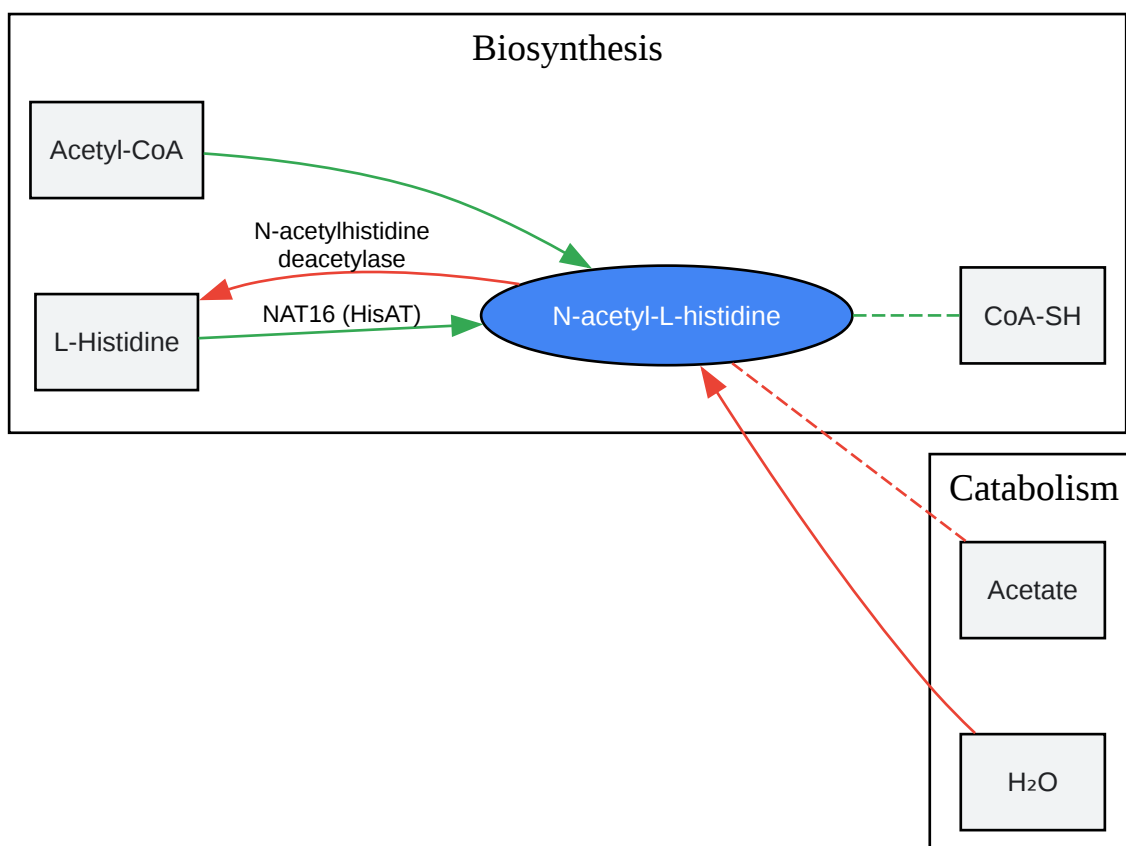 Biosynthesis
Acetyl-CoA
N-acetylhistidine
deacetylase
NAT16 (HisAT)
L-Histidine
N-acetyl-L-histidine
CoA-SH
Catabolism
Acetate
H₂O